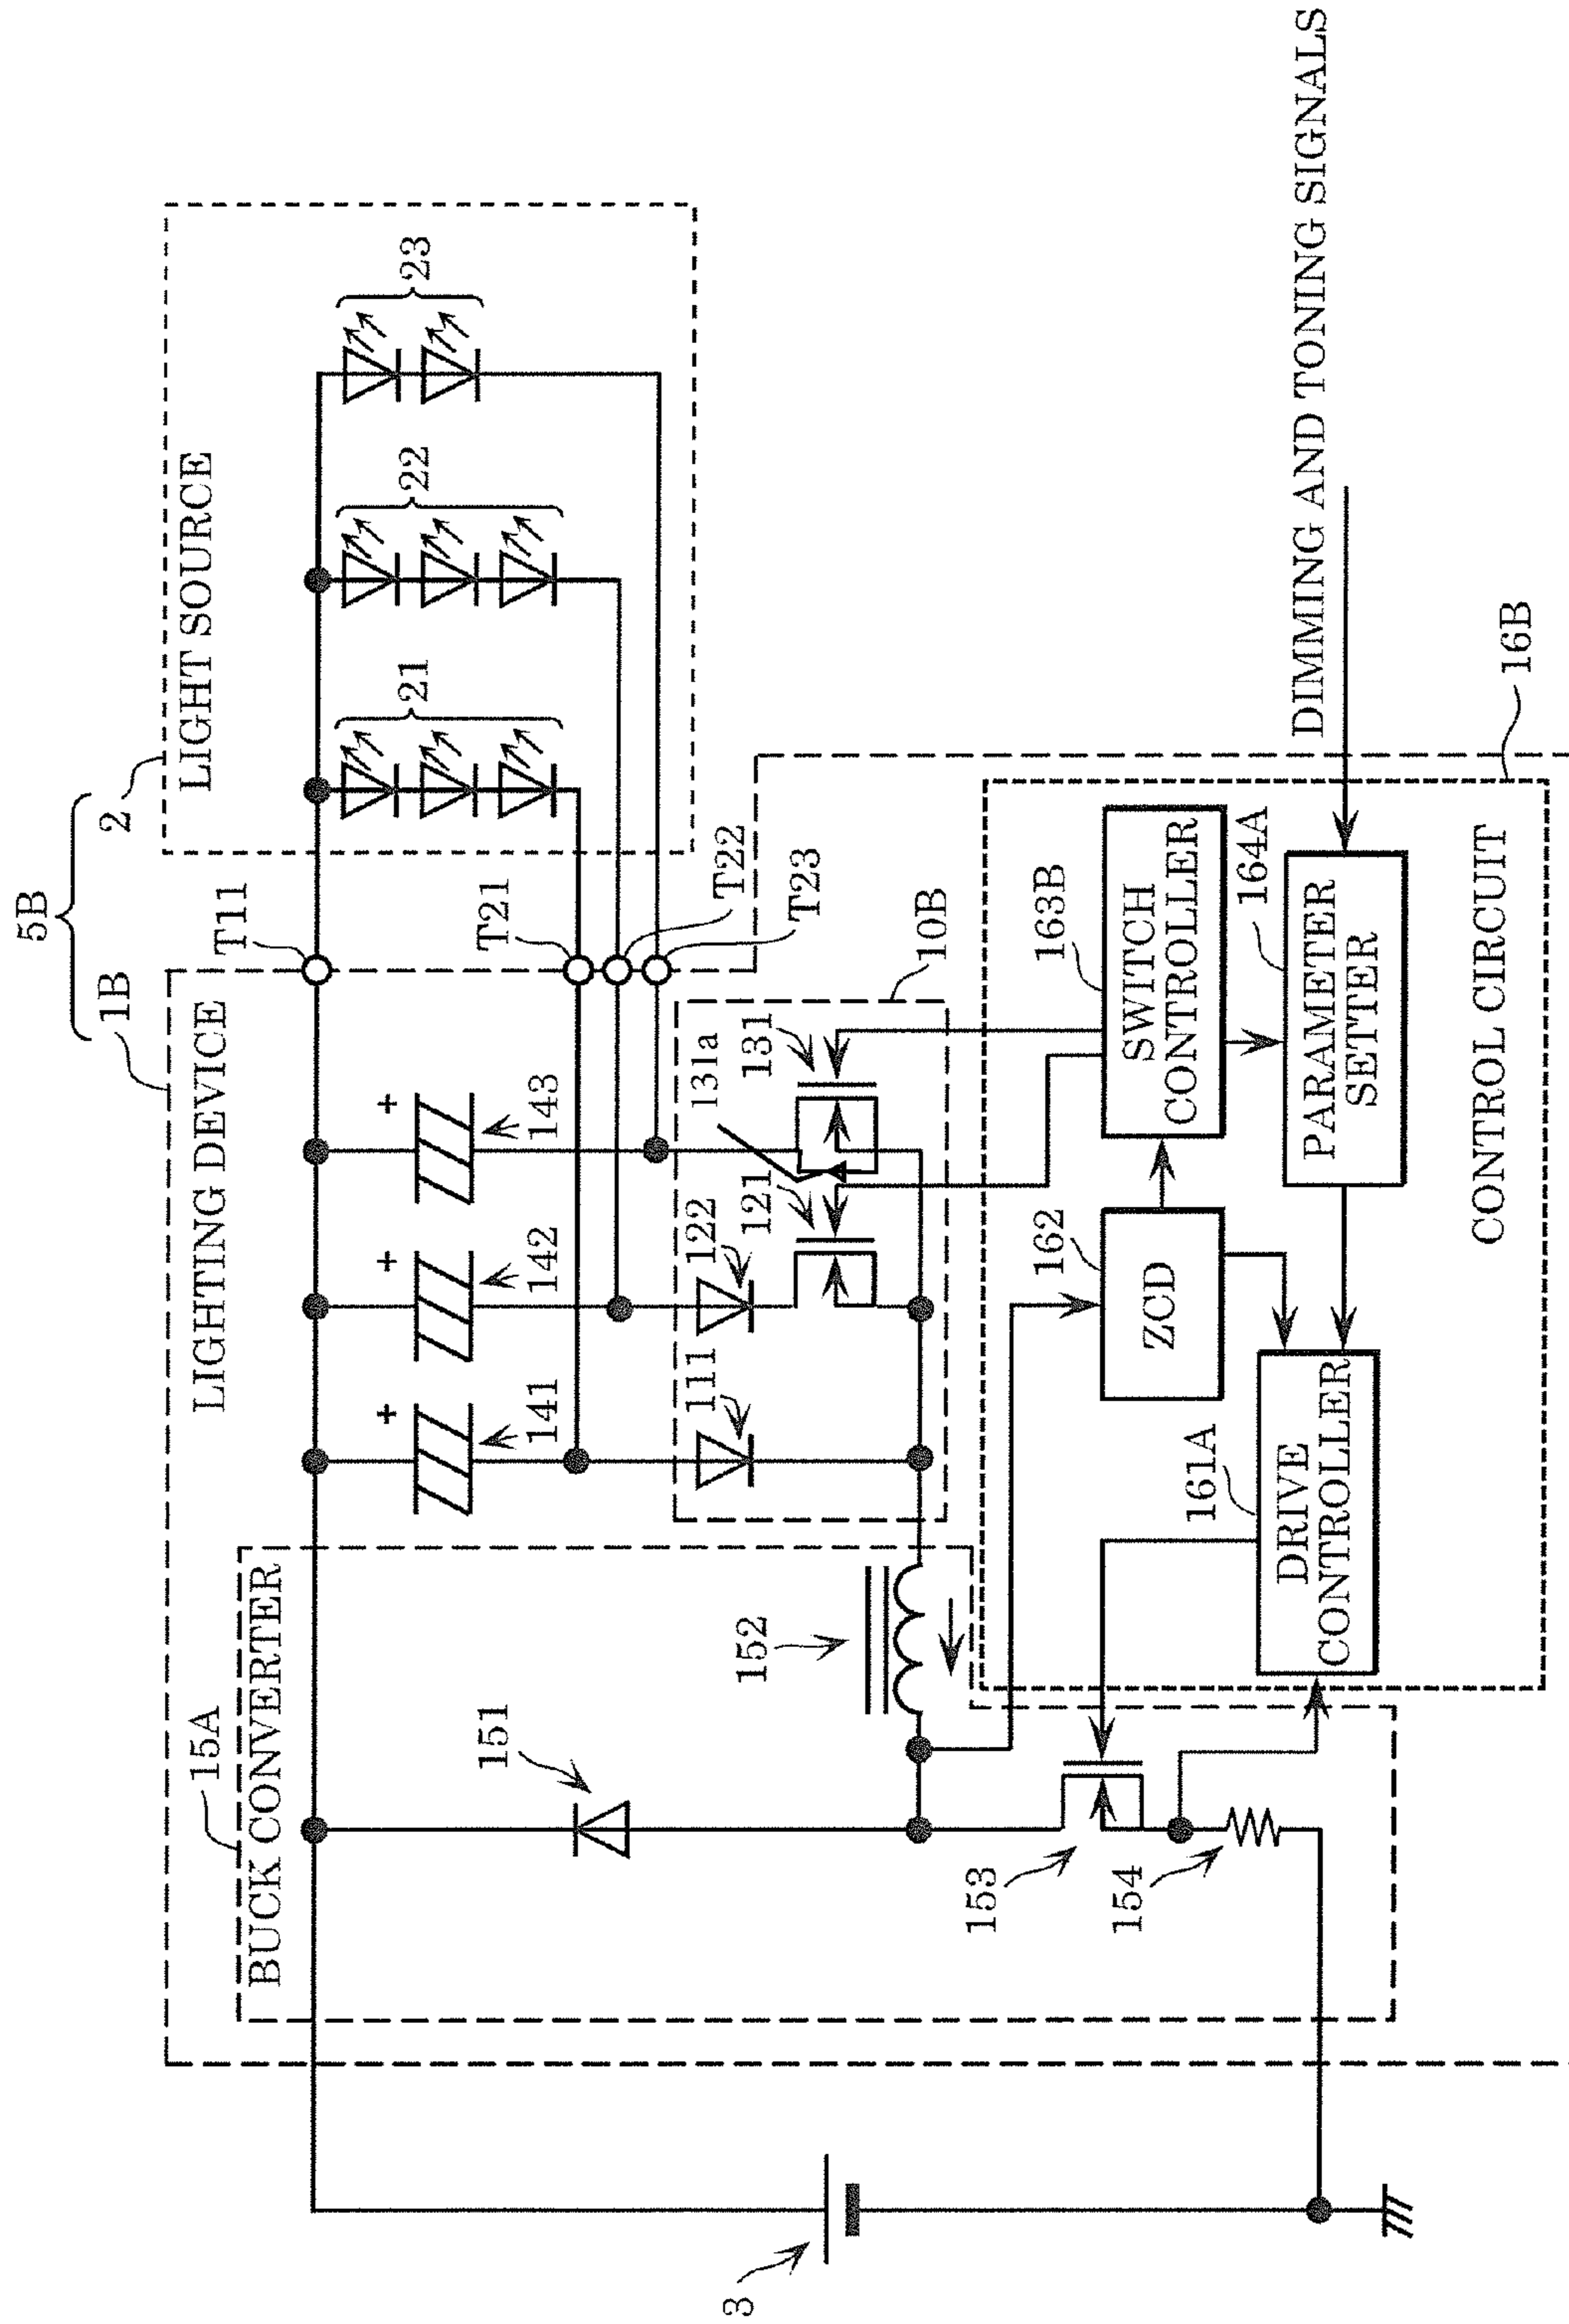 5B
1B
2
LIGHTING DEVICE
LIGHT SOURCE
15A
BUCK CONVERTER
T11
T21
T22
T23
21
22
23
+
141
+
142
+
143
151
152
153
154
3
111
122
121
131a
131
10B
162
ZCD
163B
SWITCH
CONTROLLER
161A
DRIVE
CONTROLLER
164A
PARAMETER
SETTER
CONTROL CIRCUIT
16B
DIMMING AND TONING SIGNALS